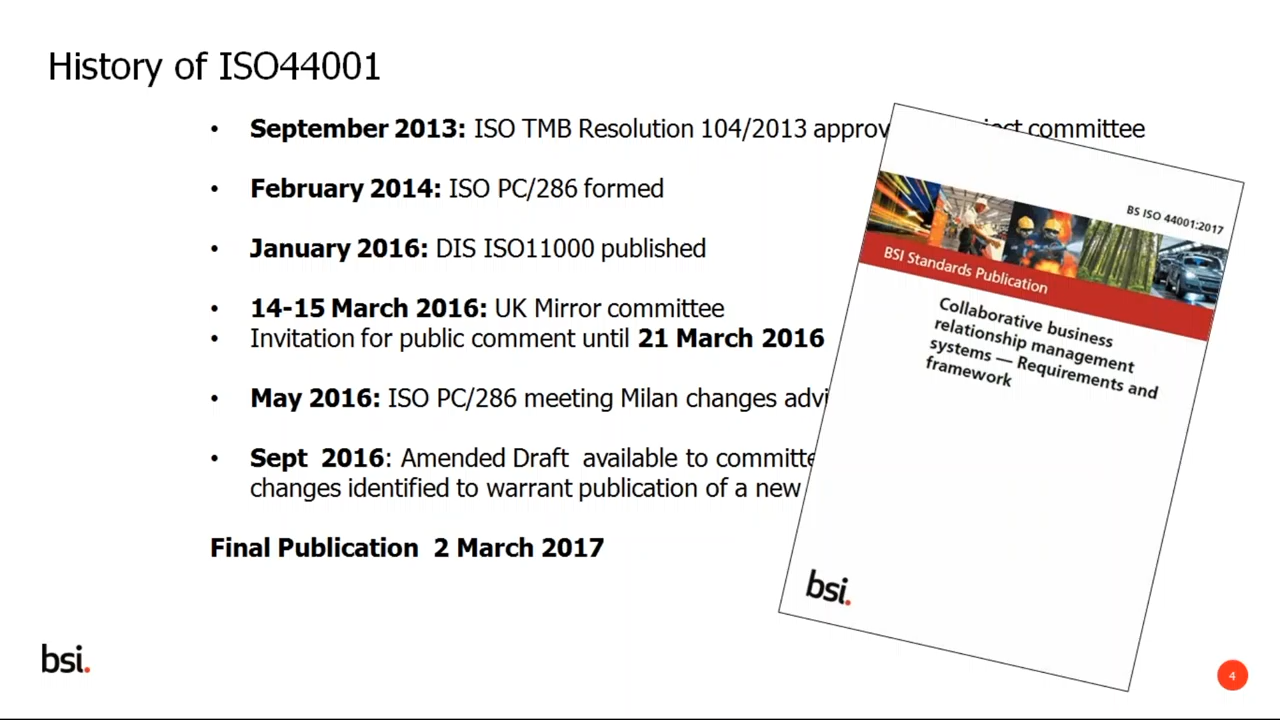 History of ISO44001
• September 2013: ISO TMB Resolution 104/2013 committee
• February 2014: ISO PC/286 formed
• January 2016: DIS ISO11000 published
• 14-15 March 2016: UK Mirror committee
• Invitation for public comment until 21 March 2016
• May 2016: ISO PC/286 meeting Milan changes
• Sept 2016: Amended Draft available to
changes identified to warrant publication of a new
Final Publication 2 March 2017
BS ISO 44001:2017
BSI Standards Publication
Collaborative business
relationship management
systems — Requirements and
framework
bsi.
bsi.
4